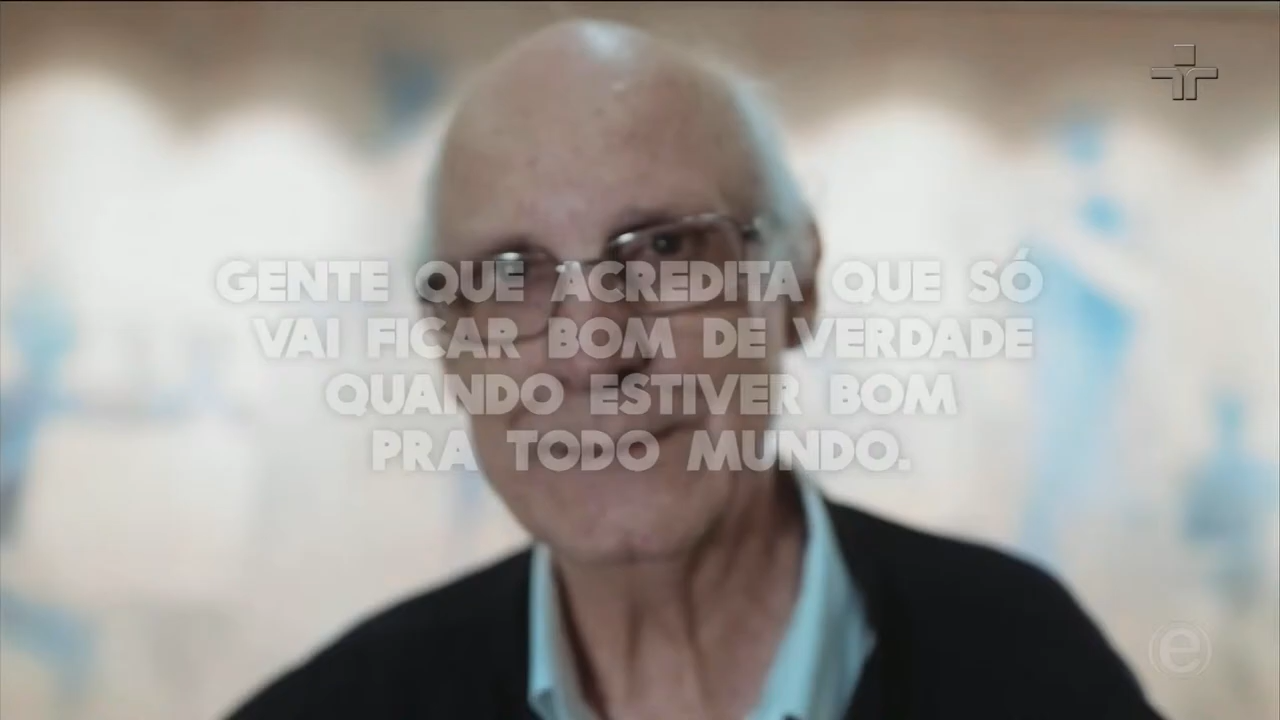 GENTE QUE ACREDITA QUE SÓ
VAI FICAR BOM DE VERDADE
QUANDO ESTIVER BOM
PRA TODO MUNDO.
e